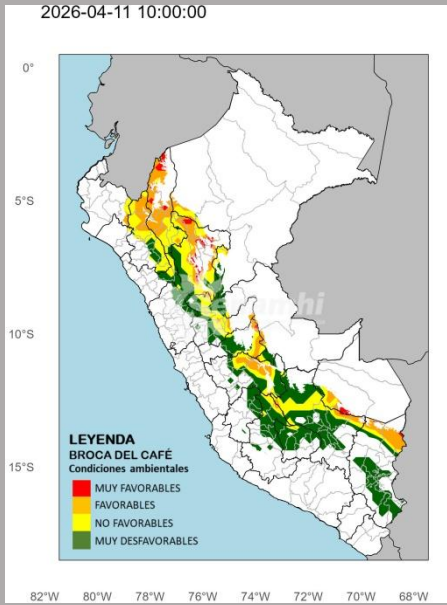 2026-04-11 10:00:00
0°
5°S
10°S
15°S
LEYENDA
BROCA DEL CAFÉ
Condiciones ambientales
MUY FAVORABLES
FAVORABLES
NO FAVORABLES
MUY DESFAVORABLES
82°W 80°W 78°W 76°W 74°W 72°W 70°W 68°W